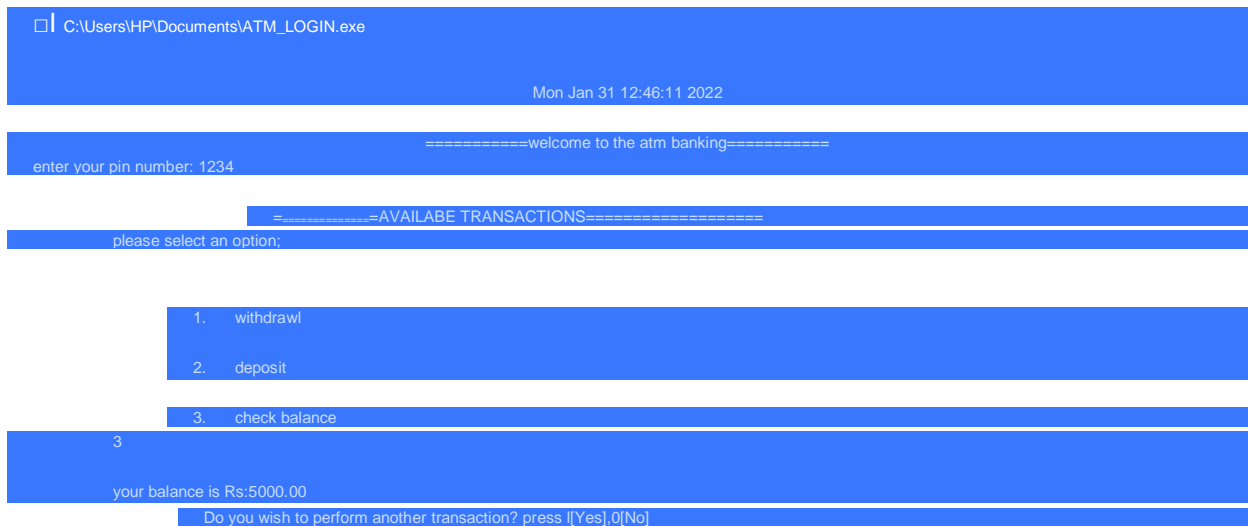 □l C:\Users\HP\Documents\ATM_LOGIN.exe
Mon Jan 31 12:46:11 2022
===========welcome to the atm banking===========
enter your pin number: 1234
================AVAILABE TRANSACTIONS===================
please select an option;
1. withdrawl
2. deposit
3. check balance
3
your balance is Rs:5000.00
Do you wish to perform another transaction? press l[Yes],0[No]